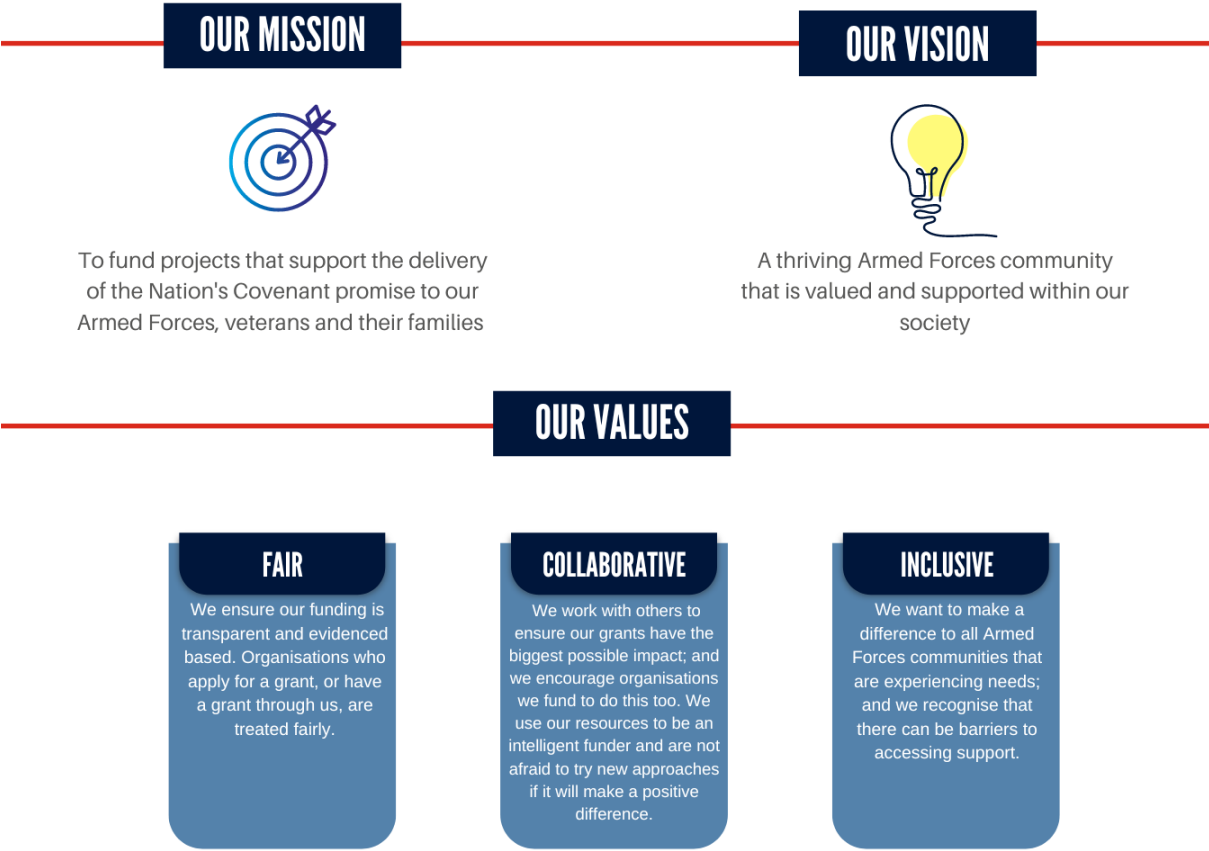 OUR MISSION
OUR VISION
To fund projects that support the delivery
of the Nation's Covenant promise to our
Armed Forces, veterans and their families
A thriving Armed Forces community
that is valued and supported within our
society
OUR VALUES
FAIR
We ensure our funding is
transparent and evidenced
based. Organisations who
apply for a grant, or have
a grant through us, are
treated fairly.
COLLABORATIVE
We work with others to
ensure our grants have the
biggest possible impact; and
we encourage organisations
we fund to do this too. We
use our resources to be an
intelligent funder and are not
afraid to try new approaches
if it will make a positive
difference.
INCLUSIVE
We want to make a
difference to all Armed
Forces communities that
are experiencing needs;
and we recognise that
there can be barriers to
accessing support.